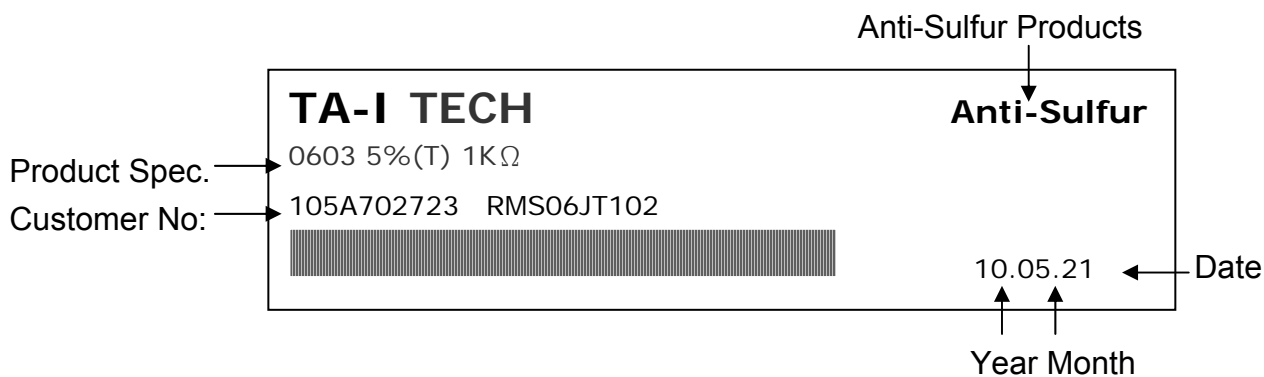 Anti-Sulfur Products
TA-I TECH Anti-Sulfur
Product Spec. 0603 5%(T) 1KΩ
Customer No: 105A702723 RMS06JT102
10.05.21 Date
Year Month